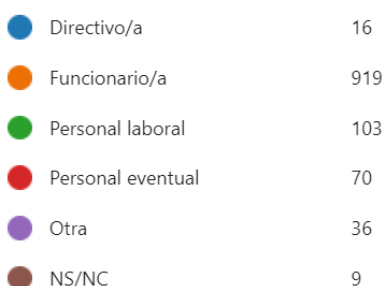 Directivo/a 16
Funcionario/a 919
Personal laboral 103
Personal eventual 70
Otra 36
NS/NC 9